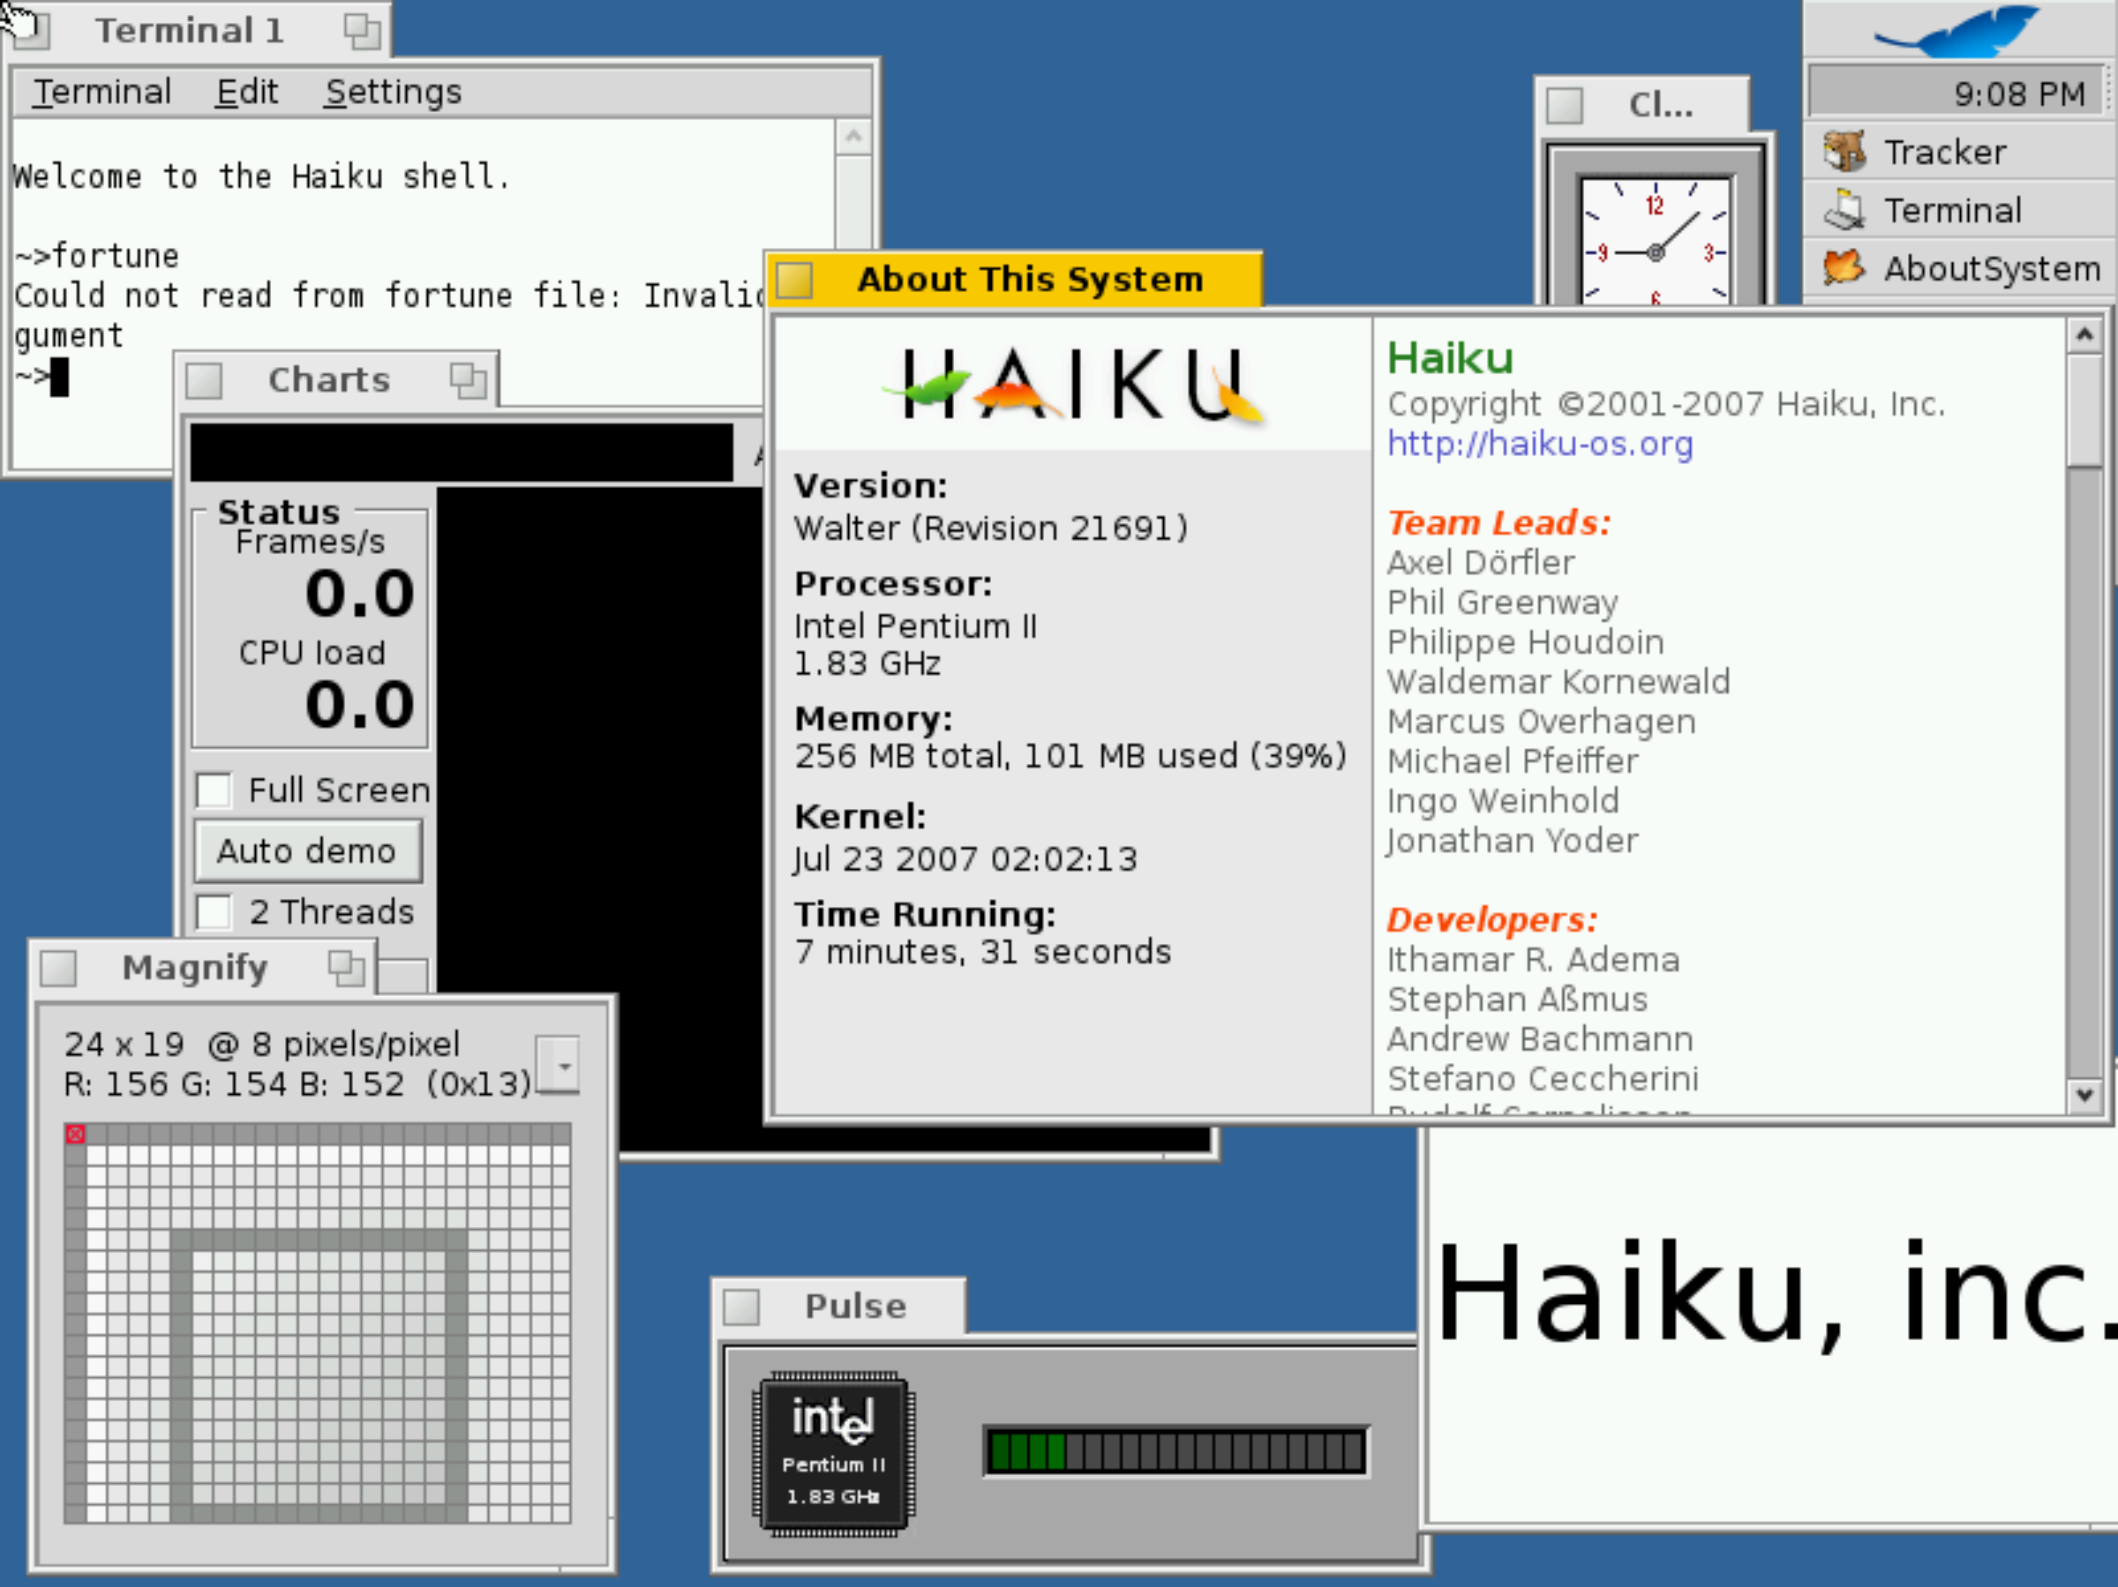 Terminal 1
Terminal Edit Settings
Welcome to the Haiku shell.
~>fortune
Could not read from fortune file: Invalid
gument
~>
Charts
Status
Frames/s
0.0
CPU load
0.0
Full Screen
Auto demo
2 Threads
Magnify
24 x 19 @ 8 pixels/pixel
R: 156 G: 154 B: 152 (0x13)
About This System
HAIKU
Version:
Walter (Revision 21691)
Processor:
Intel Pentium II
1.83 GHz
Memory:
256 MB total, 101 MB used (39%)
Kernel:
Jul 23 2007 02:02:13
Time Running:
7 minutes, 31 seconds
Haiku
Copyright ©2001-2007 Haiku, Inc.
http://haiku-os.org
Team Leads:
Axel Dörfler
Phil Greenway
Philippe Houdoin
Waldemar Kornewald
Marcus Overhagen
Michael Pfeiffer
Ingo Weinhold
Jonathan Yoder
Developers:
Ithamar R. Adema
Stephan Aßmus
Andrew Bachmann
Stefano Ceccherini
Cl...
12
9 3
6
9:08 PM
Tracker
Terminal
AboutSystem
Pulse
intel
Pentium II
1.83 GHz
Haiku, inc.